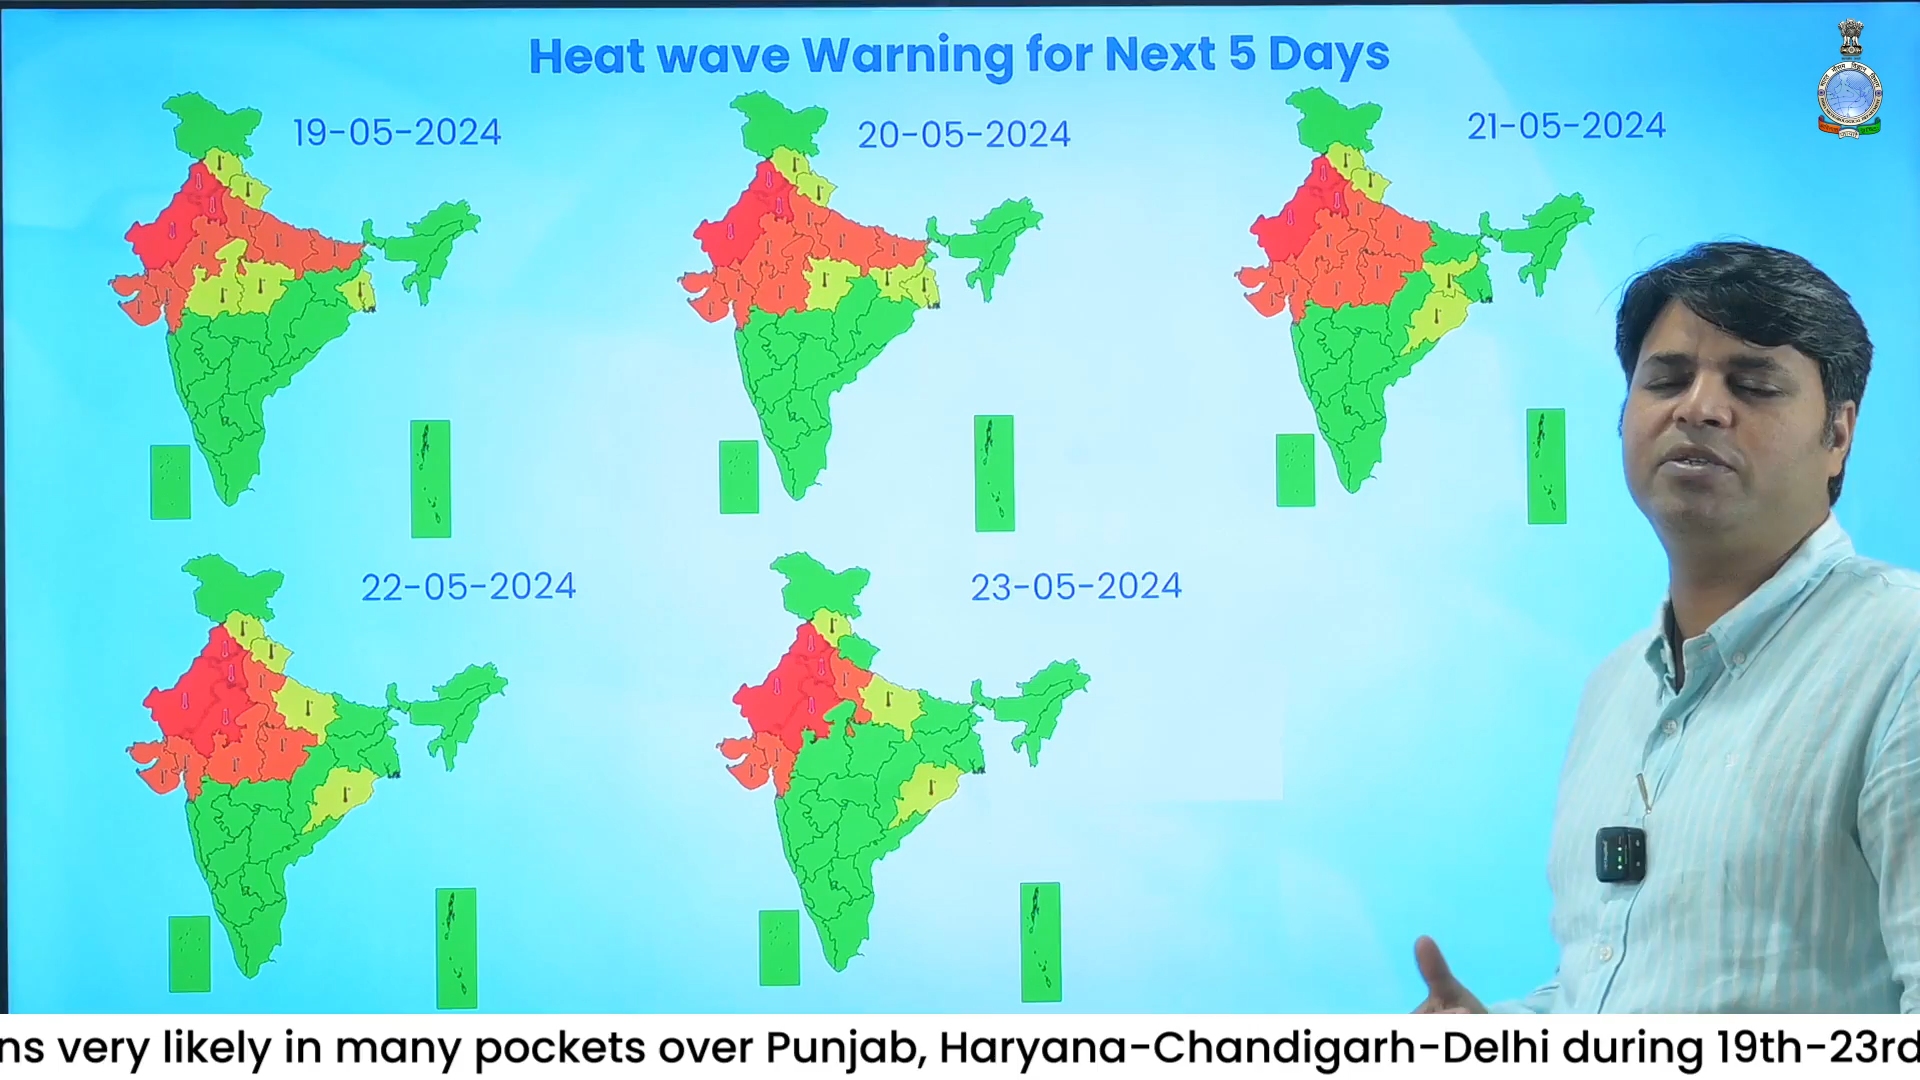 Heat wave Warning for Next 5 Days
19-05-2024
20-05-2024
21-05-2024
22-05-2024
23-05-2024
ns very likely in many pockets over Punjab, Haryana-Chandigarh-Delhi during 19th-23rd